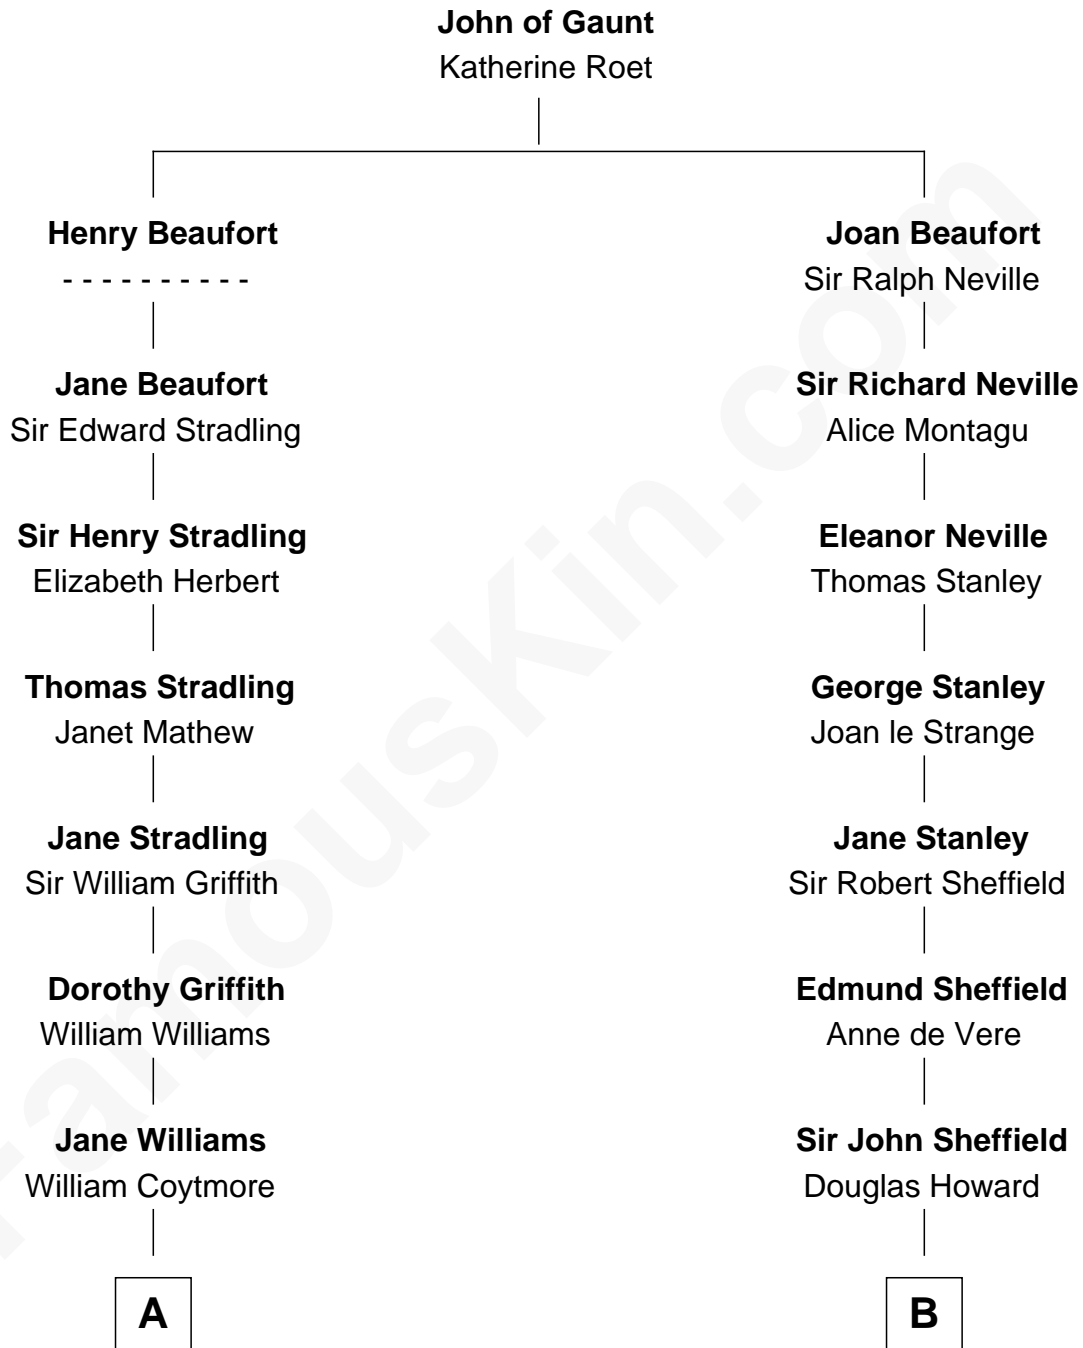 John of Gaunt
Katherine Roet
Henry Beaufort
- - - - - - - - - -
Jane Beaufort
Sir Edward Stradling
Sir Henry Stradling
Elizabeth Herbert
Thomas Stradling
Janet Mathew
Jane Stradling
Sir William Griffith
Dorothy Griffith
William Williams
Jane Williams
William Coytmore
A
Joan Beaufort
Sir Ralph Neville
Sir Richard Neville
Alice Montagu
Eleanor Neville
Thomas Stanley
George Stanley
Joan le Strange
Jane Stanley
Sir Robert Sheffield
Edmund Sheffield
Anne de Vere
Sir John Sheffield
Douglas Howard
B
FamousKin.com